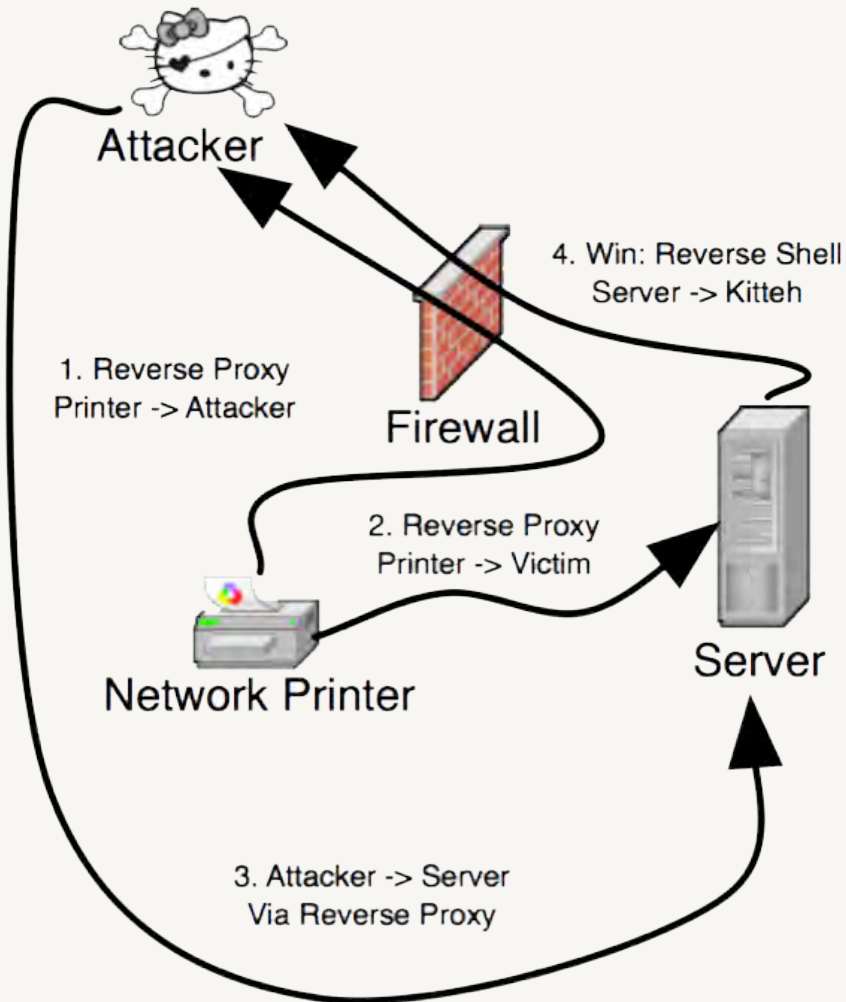 Attacker
4. Win: Reverse Shell
Server -> Kitteh
1. Reverse Proxy
Printer -> Attacker
Firewall
2. Reverse Proxy
Printer -> Victim
Server
Network Printer
3. Attacker -> Server
Via Reverse Proxy